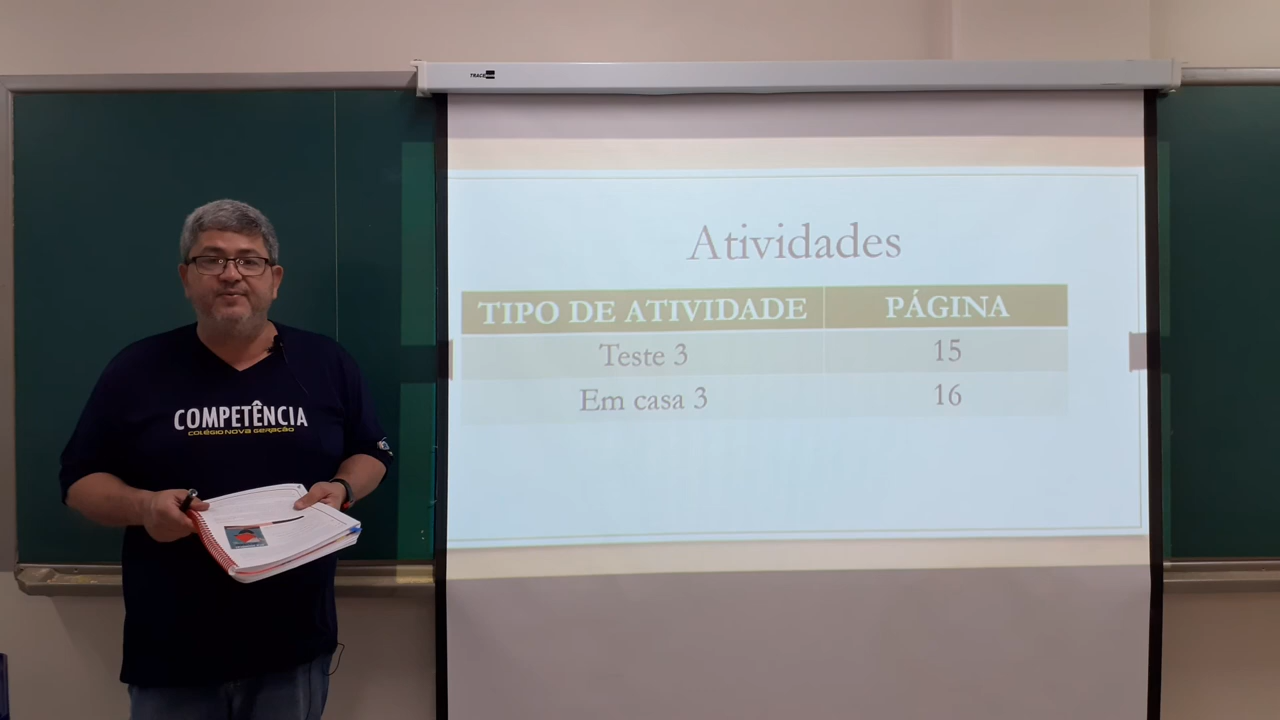 Atividades
TIPO DE ATIVIDADE PÁGINA
Teste 3 15
Em casa 3 16
COMPETÊNCIA
COLÉGIO NOVA GERAÇÃO